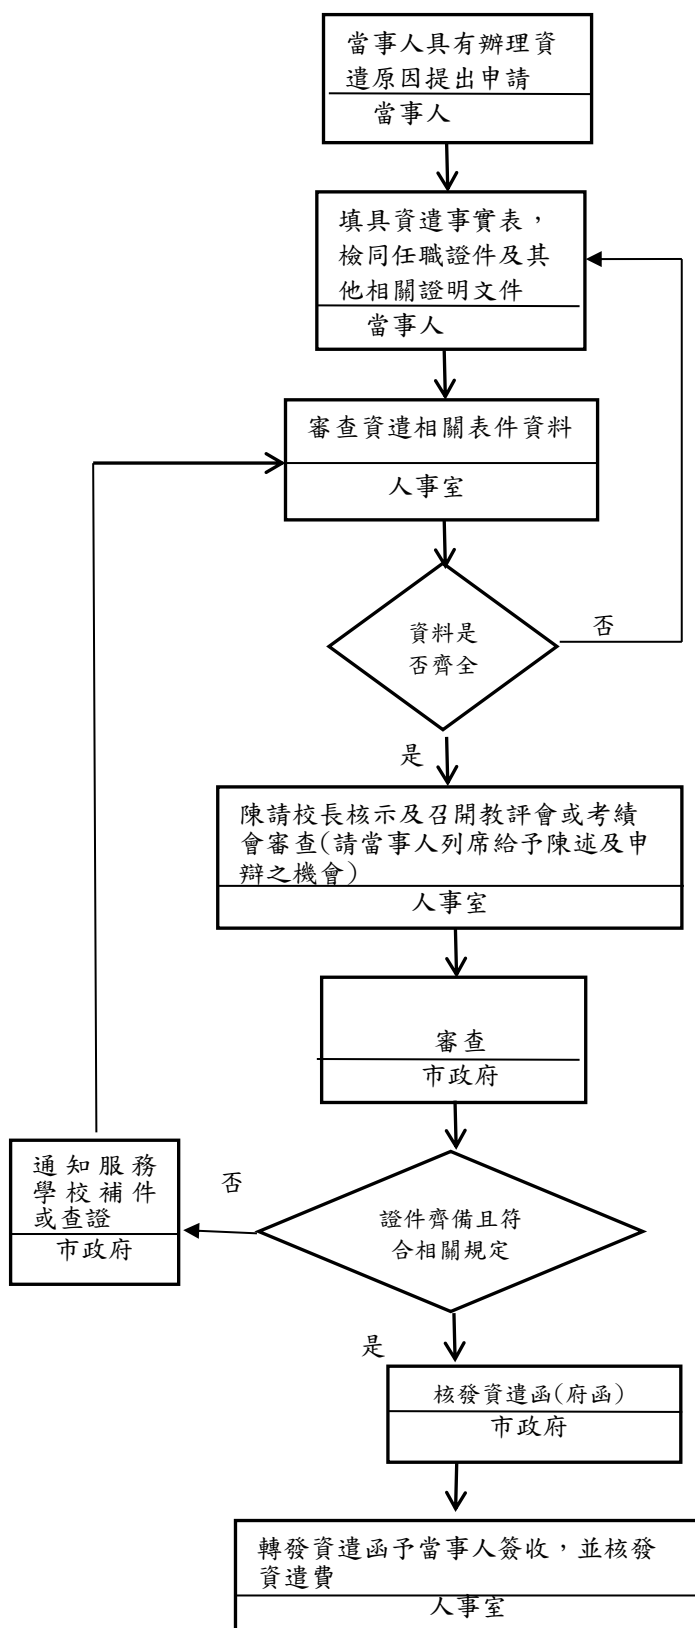 當事人具有辦理資
遣原因提出申請
當事人
填具資遣事實表，
檢同任職證件及其
他相關證明文件
當事人
審查資遣相關表件資料
人事室
資料是
否齊全
否
是
陳請校長核示及召開教評會或考績
會審查(請當事人列席給予陳述及申
辯之機會)
人事室
審查
市政府
通知服務
學校補件
或查證
市政府
否
證件齊備且符
合相關規定
是
核發資遣函(府函)
市政府
轉發資遣函予當事人簽收，並核發
資遣費
人事室